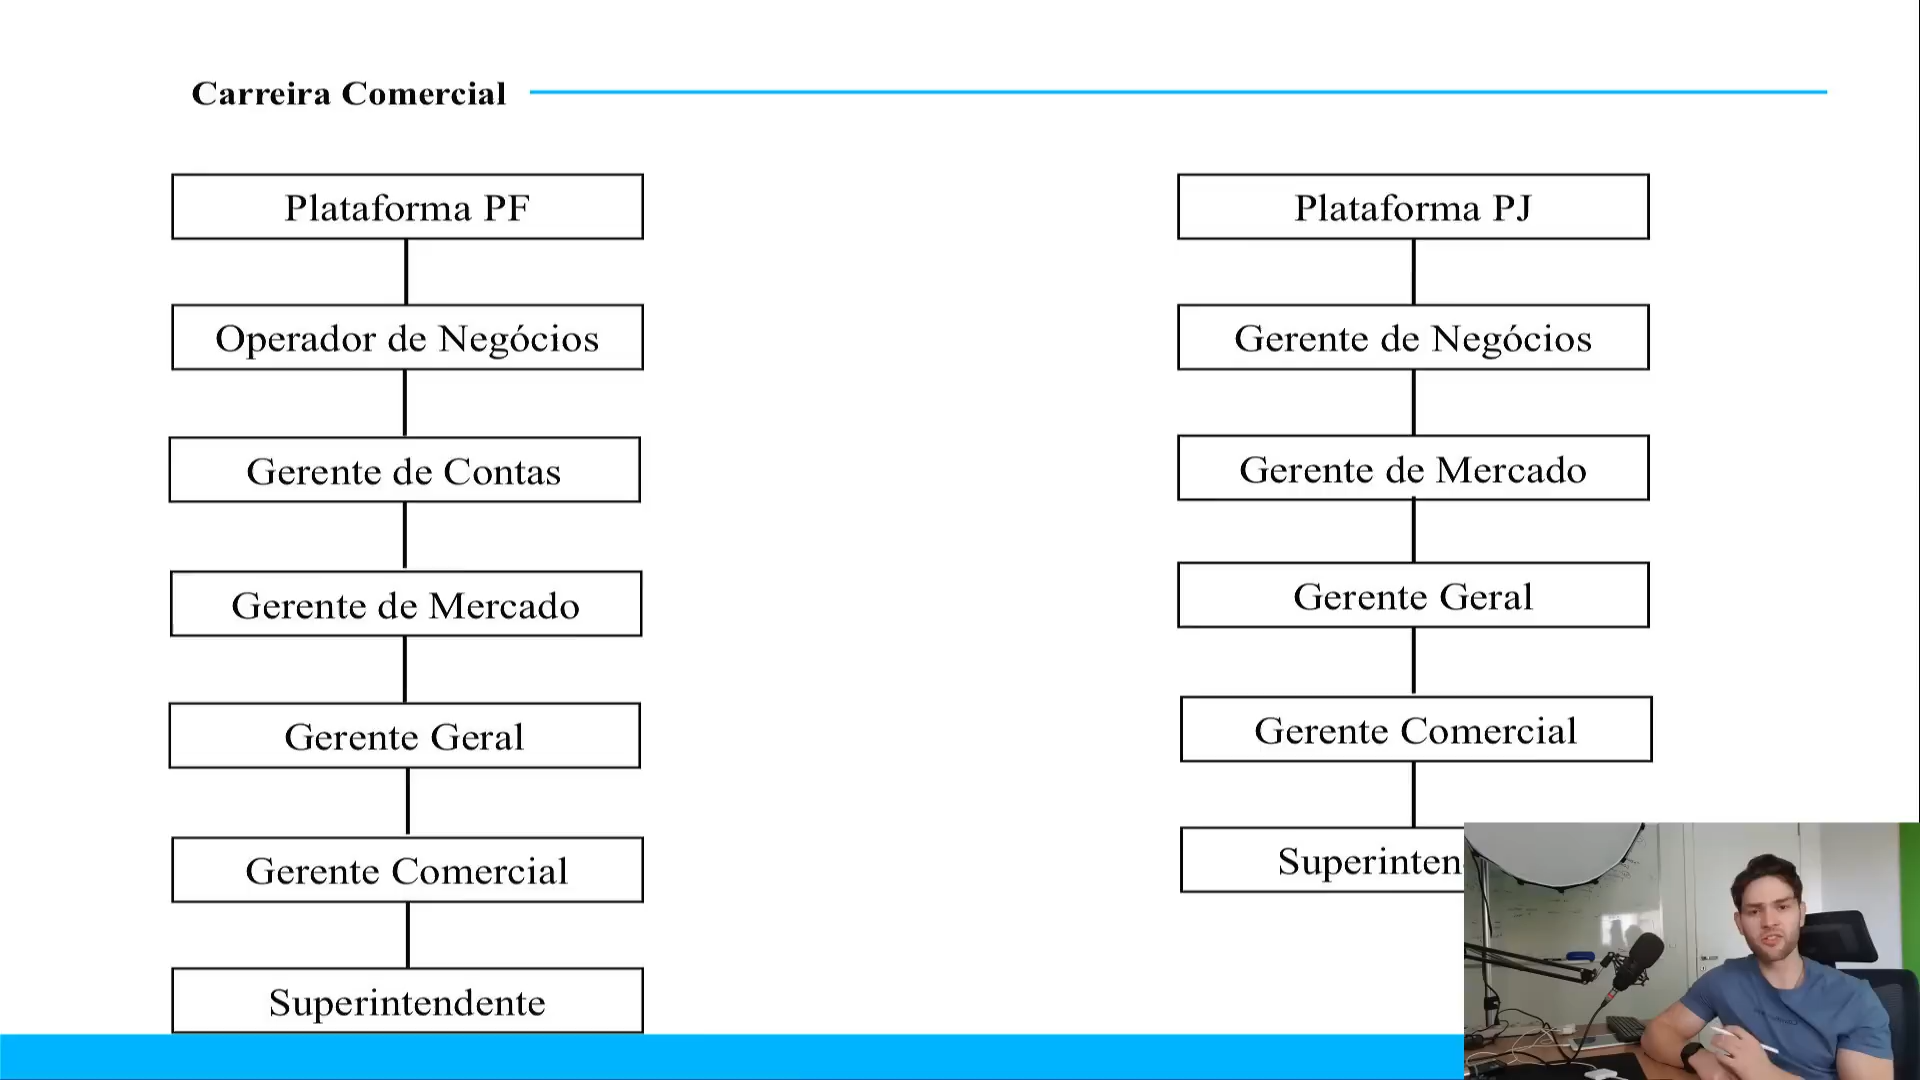 Carreira Comercial
Plataforma PF
Operador de Negócios
Gerente de Contas
Gerente de Mercado
Gerente Geral
Gerente Comercial
Superintendente
Plataforma PJ
Gerente de Negócios
Gerente de Mercado
Gerente Geral
Gerente Comercial
Superinten